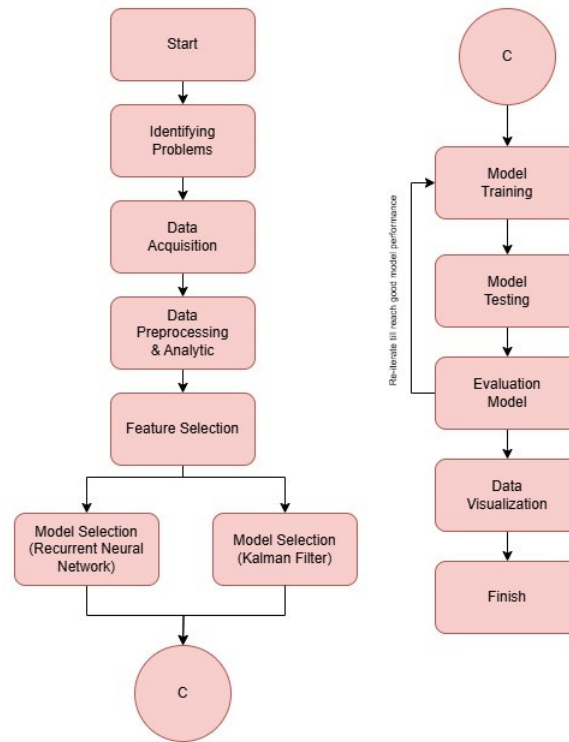 Start
Identifying
Problems
Data
Acquisition
Data
Preprocessing
& Analytic
Feature Selection
Model Selection
(Recurrent Neural
Network)
Model Selection
(Kalman Filter)
C
C
Model
Training
Re-iterate till reach good model performance
Model
Testing
Evaluation
Model
Data
Visualization
Finish